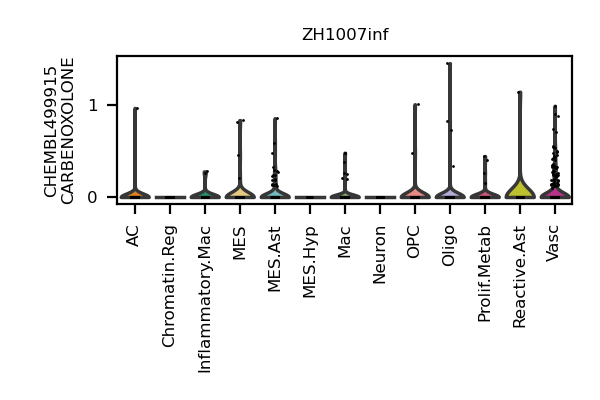 ZH1007inf
CHEMBL499915
CARBENOXOLONE
1
0
AC
Chromatin.Reg
Inflammatory.Mac
MES
MES.Ast
MES.Hyp
Mac
Neuron
OPC
Oligo
Prolif.Metab
Reactive.Ast
Vasc